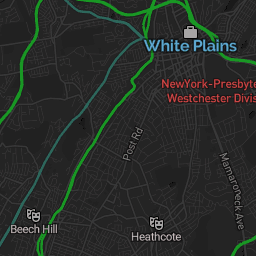 White Plains
NewYork-Presbyte
Westchester Divis
Post Rd
Mamaroneck Ave
Beech Hill
Heathcote